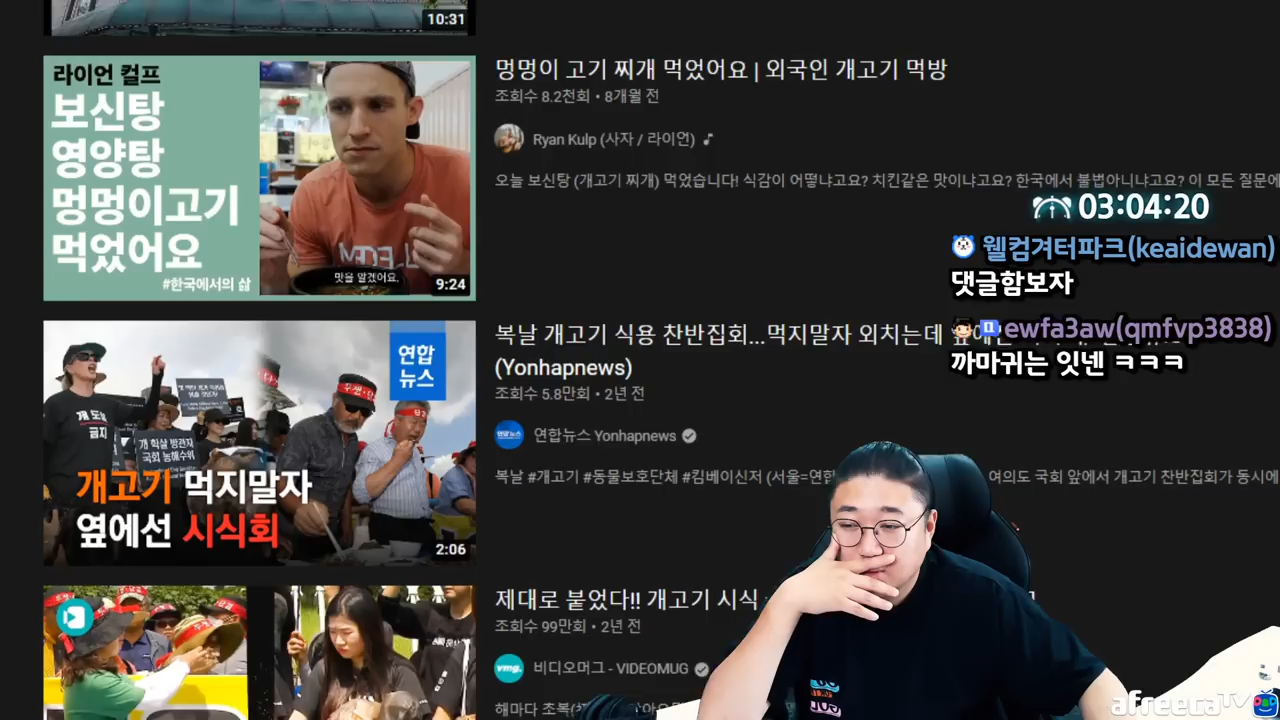 10:31
라이언 컬프
보신탕
영양탕
멍멍이고기
먹었어요
#한국에서의 삶
맛을 알겠어요.
9:24
멍멍이 고기 찌개 먹었어요 | 외국인 개고기 먹방
조회수 8.2천회 • 8개월 전
Ryan Kulp (사자 / 라이언)
오늘 보신탕 (개고기 찌개) 먹었습니다! 식감이 어떻냐고요? 치킨같은 맛이냐고요? 한국에서 불법아니냐고요? 이 모든 질문에
03:04:20
웰컴겨터파크(keaidewan)
댓글함보자
ewfa3aw(qmfvp3838)
까마귀는 잇넨 ㅋㅋㅋ
연합
뉴스
개고기 먹지말자
옆에선 시식회
2:06
복날 개고기 식용 찬반집회...먹지말자 외치는데
(Yonhapnews)
조회수 5.8만회 • 2년 전
연합뉴스 Yonhapnews
복날 #개고기 #동물보호단체 #킴베이신저 (서울=연합
여의도 국회 앞에서 개고기 찬반집회가 동시에
제대로 붙었다!! 개고기 시식
조회수 99만회 • 2년 전
vmg.
비디오머그 - VIDEOMUG
해마다 초복(
afreecaTV